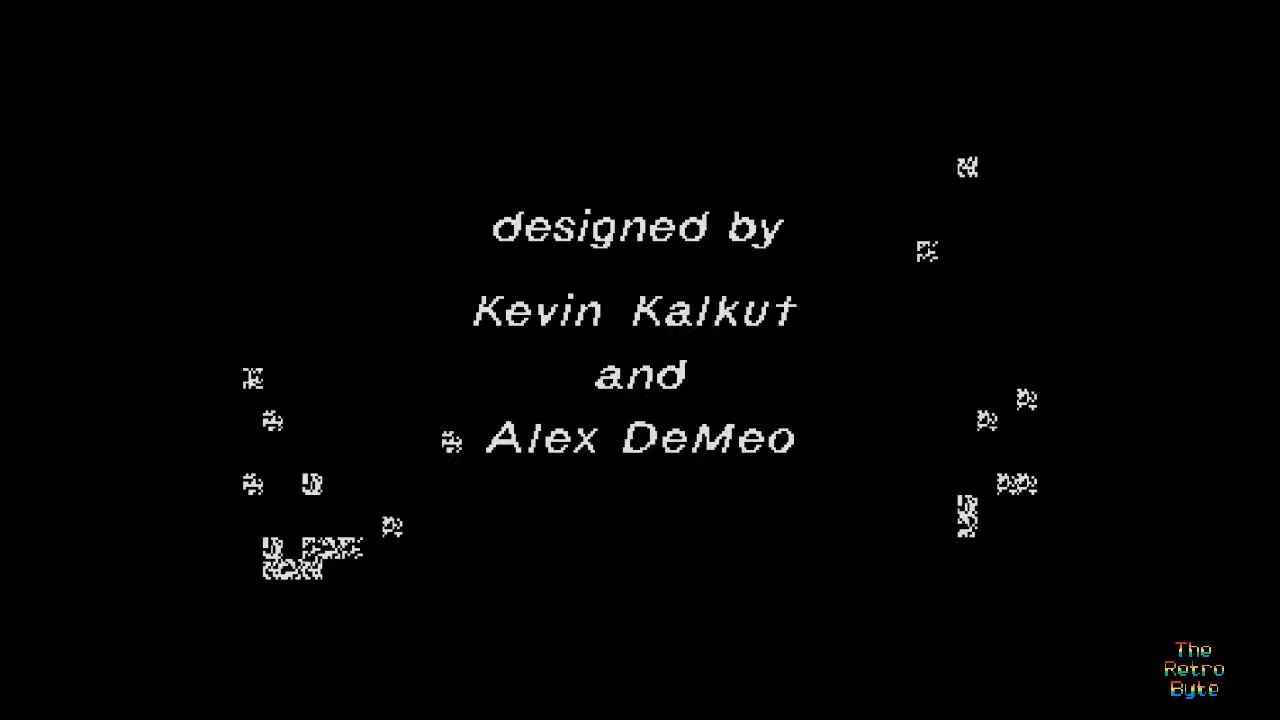 designed by
Kevin Kalkut
and
Alex DeMeo
The
Retro
Byte